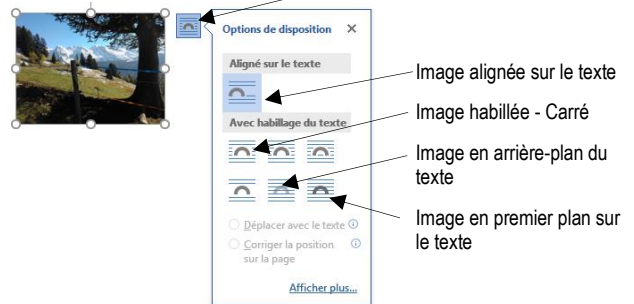 Options de disposition
Aligné sur le texte
Avec habillage du texte
Déplacer avec le texte
Corriger la position
sur la page
Afficher plus...
Image alignée sur le texte
Image habillée - Carré
Image en arrière-plan du
texte
Image en premier plan sur
le texte